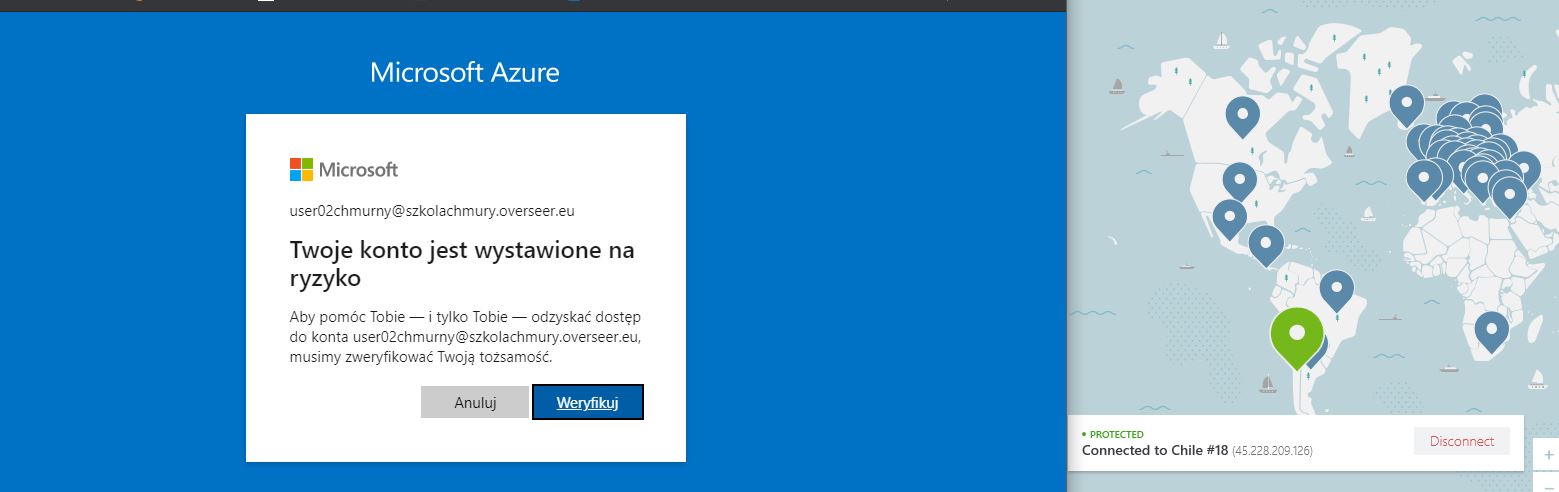 Microsoft Azure
Microsoft
user02chmurny@szkolachmury.overseer.eu
Twoje konto jest wystawione na
ryzyko
Aby pomóc Tobie — i tylko Tobie — odzyskać dostęp
do konta user02chmurny@szkolachmury.overseer.eu,
musimy zweryfikować Twoją tożsamość.
Anuluj
Weryfikuj
PROTECTED
Connected to Chile #18 (45.228.209.126)
Disconnect
+
−